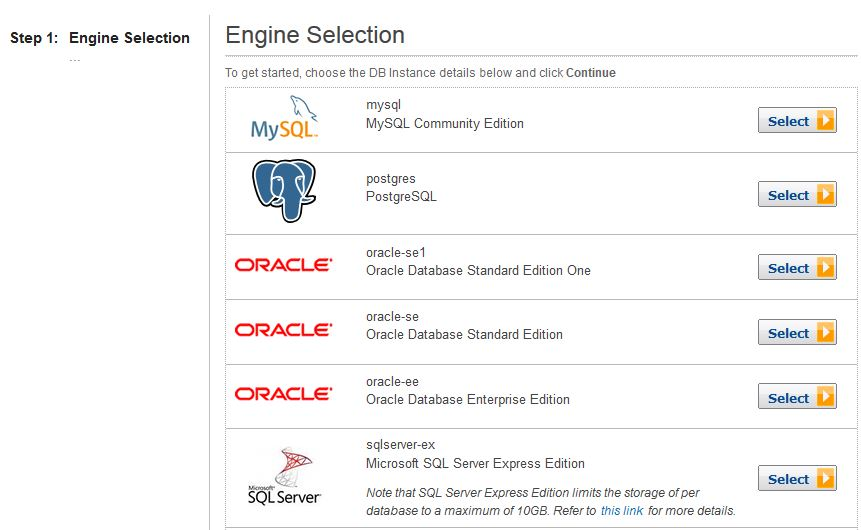 Step 1: Engine Selection
...
Engine Selection
To get started, choose the DB Instance details below and click Continue
MySQL
mysql
MySQL Community Edition
Select
postgres
PostgreSQL
Select
ORACLE
oracle-se1
Oracle Database Standard Edition One
Select
ORACLE
oracle-se
Oracle Database Standard Edition
Select
ORACLE
oracle-ee
Oracle Database Enterprise Edition
Select
Microsoft
SQL Server
sqlserver-ex
Microsoft SQL Server Express Edition
Note that SQL Server Express Edition limits the storage of per
database to a maximum of 10GB. Refer to this link for more details.
Select